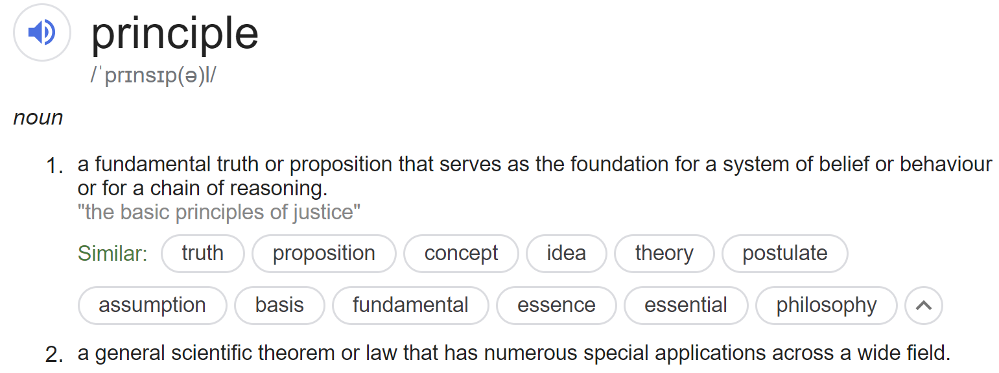 principle
/ˈprɪnsɪp(ə)l/
noun
1. a fundamental truth or proposition that serves as the foundation for a system of belief or behaviour
or for a chain of reasoning.
"the basic principles of justice"
Similar: truth proposition concept idea theory postulate
assumption basis fundamental essence essential philosophy
2. a general scientific theorem or law that has numerous special applications across a wide field.